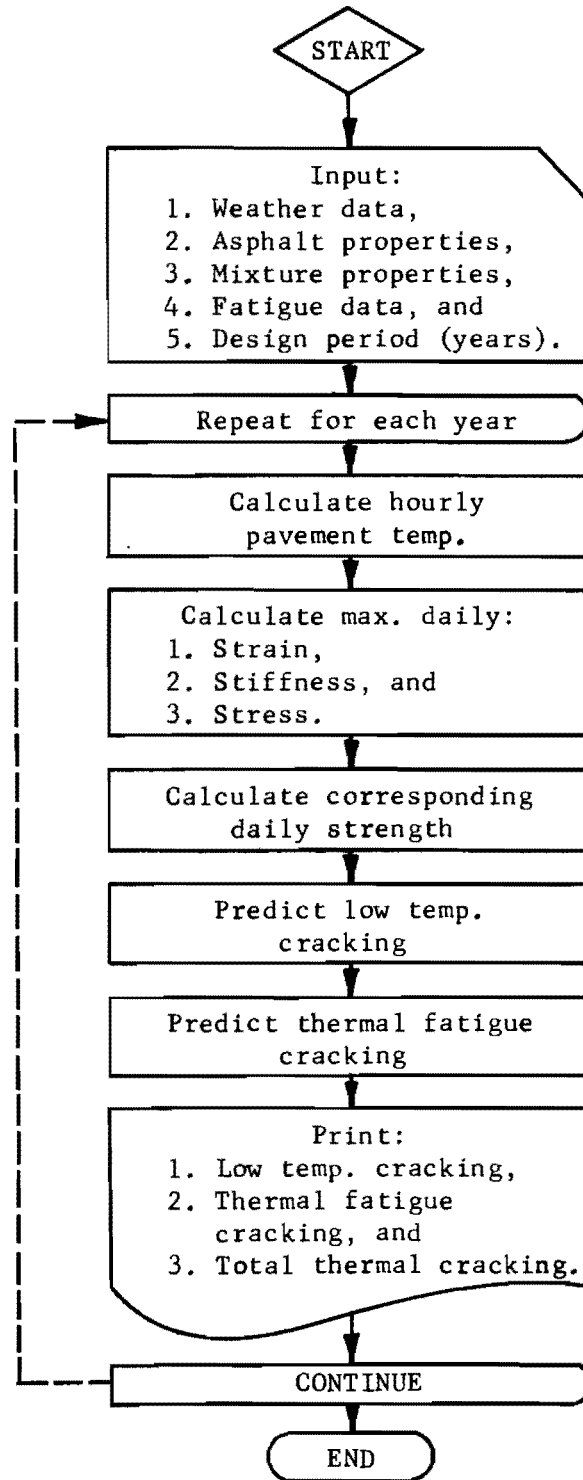 START
Input:
1. Weather data,
2. Asphalt properties,
3. Mixture properties,
4. Fatigue data, and
5. Design period (years).
Repeat for each year
Calculate hourly
pavement temp.
Calculate max. daily:
1. Strain,
2. Stiffness, and
3. Stress.
Calculate corresponding
daily strength
Predict low temp.
cracking
Predict thermal fatigue
cracking
Print:
1. Low temp. cracking,
2. Thermal fatigue
cracking, and
3. Total thermal cracking.
CONTINUE
END